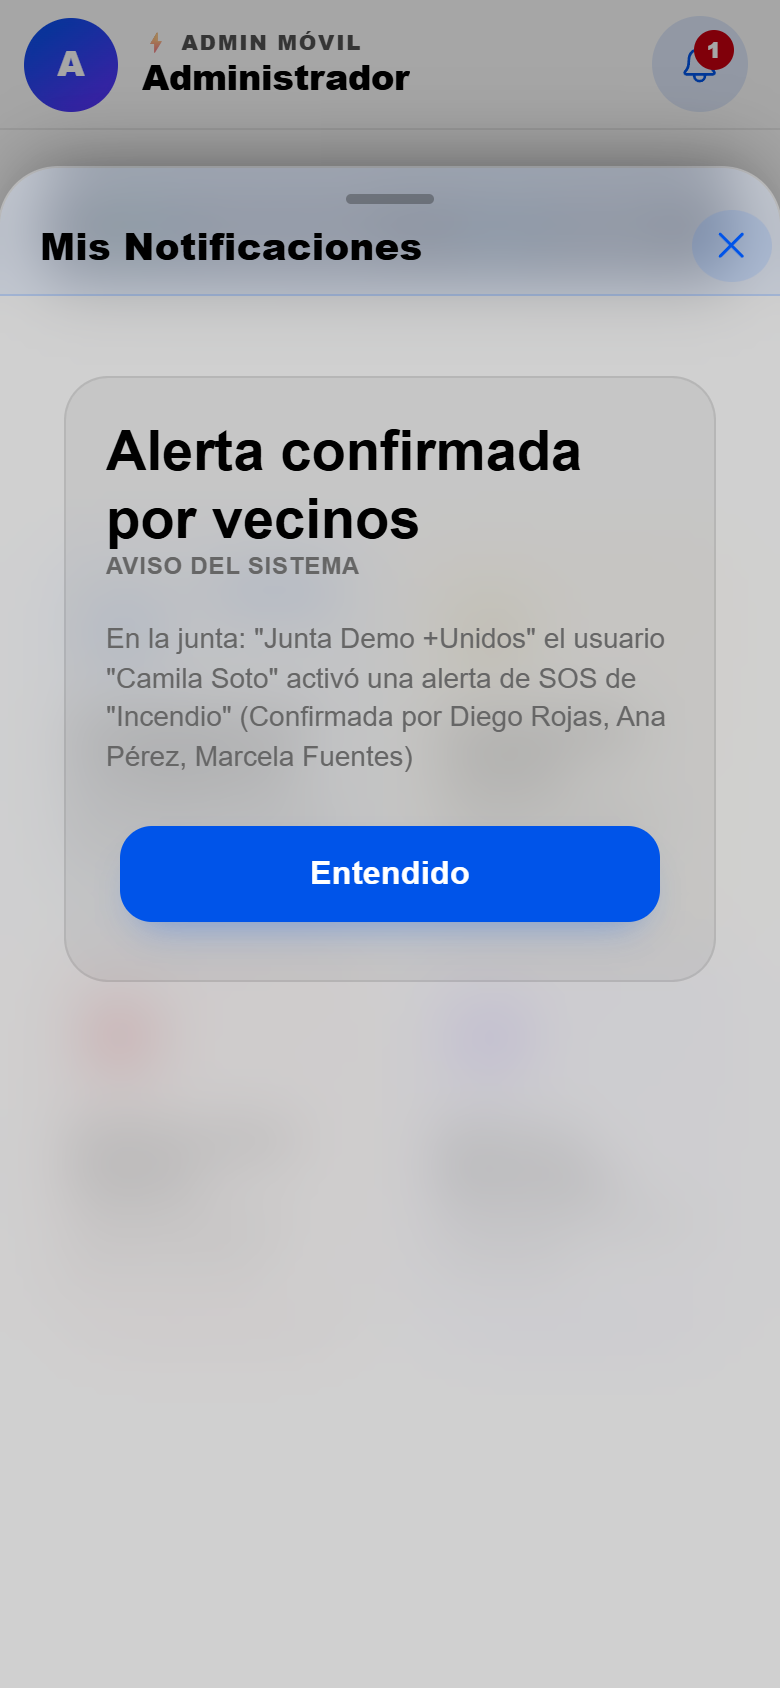 A
ADMIN MÓVIL
Administrador
1
Mis Notificaciones
Alerta confirmada
por vecinos
AVISO DEL SISTEMA
En la junta: "Junta Demo +Unidos" el usuario
"Camila Soto" activó una alerta de SOS de
"Incendio" (Confirmada por Diego Rojas, Ana
Pérez, Marcela Fuentes)
Entendido